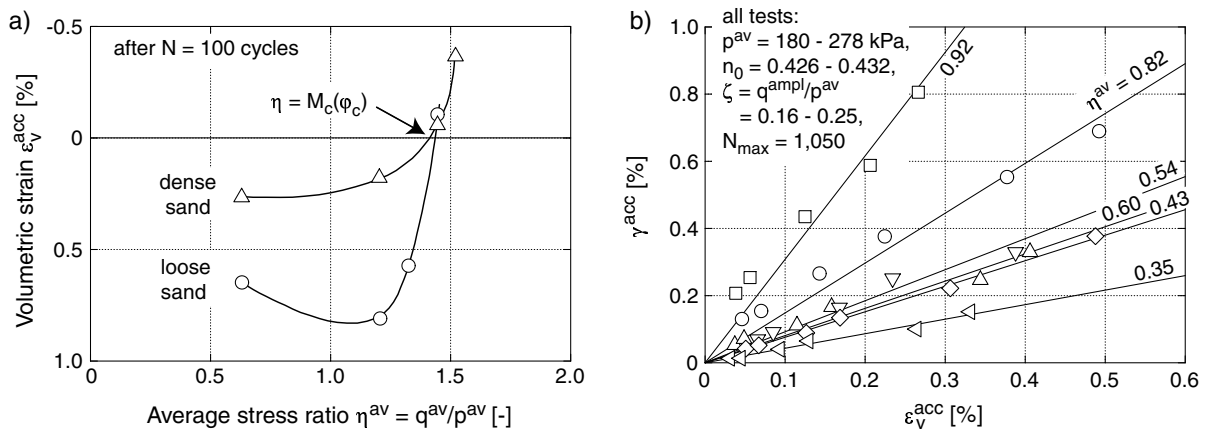 a)
after N = 100 cycles
η = M_c(φ_c)
dense
sand
loose
sand
-0.5
0
0.5
1.0
Volumetric strain ε_v^acc [%]
0
0.5
1.0
1.5
2.0
Average stress ratio η^av = q^av/p^av [-]
b)
all tests:
p^av = 180 - 278 kPa,
n_0 = 0.426 - 0.432,
ζ = q^ampl/p^av
= 0.16 - 0.25,
N_max = 1,050
0.92
η^av = 0.82
0.54
0.60
0.43
0.35
1.0
0.8
0.6
0.4
0.2
0
γ^acc [%]
0
0.1
0.2
0.3
0.4
0.5
0.6
ε_v^acc [%]